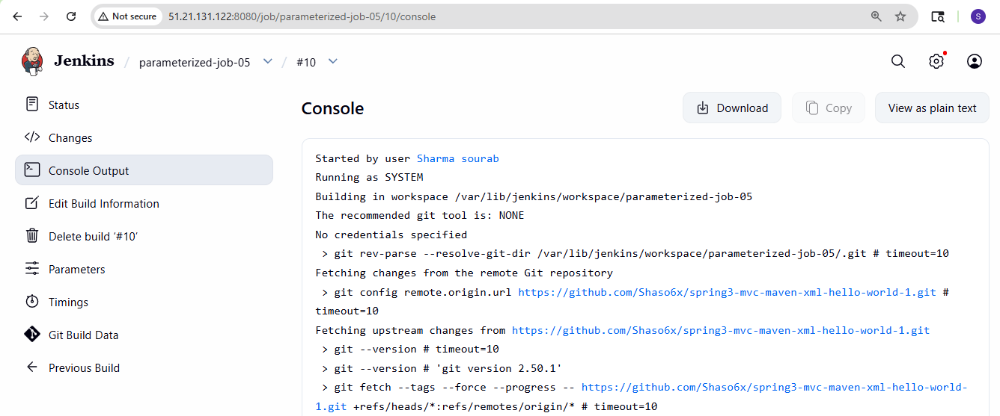 Not secure 51.21.131.122:8080/job/parameterized-job-05/10/console S
Jenkins / parameterized-job-05 / #10
Status
Changes
Console Output
Edit Build Information
Delete build ‘#10’
Parameters
Timings
Git Build Data
Previous Build
Console
Download
Copy
View as plain text
Started by user Sharma sourab
Running as SYSTEM
Building in workspace /var/lib/jenkins/workspace/parameterized-job-05
The recommended git tool is: NONE
No credentials specified
> git rev-parse --resolve-git-dir /var/lib/jenkins/workspace/parameterized-job-05/.git # timeout=10
Fetching changes from the remote Git repository
> git config remote.origin.url https://github.com/Shaso6x/spring3-mvc-maven-xml-hello-world-1.git #
timeout=10
Fetching upstream changes from https://github.com/Shaso6x/spring3-mvc-maven-xml-hello-world-1.git
> git --version # timeout=10
> git --version # 'git version 2.50.1'
> git fetch --tags --force --progress -- https://github.com/Shaso6x/spring3-mvc-maven-xml-hello-world-
1.git +refs/heads/*:refs/remotes/origin/* # timeout=10